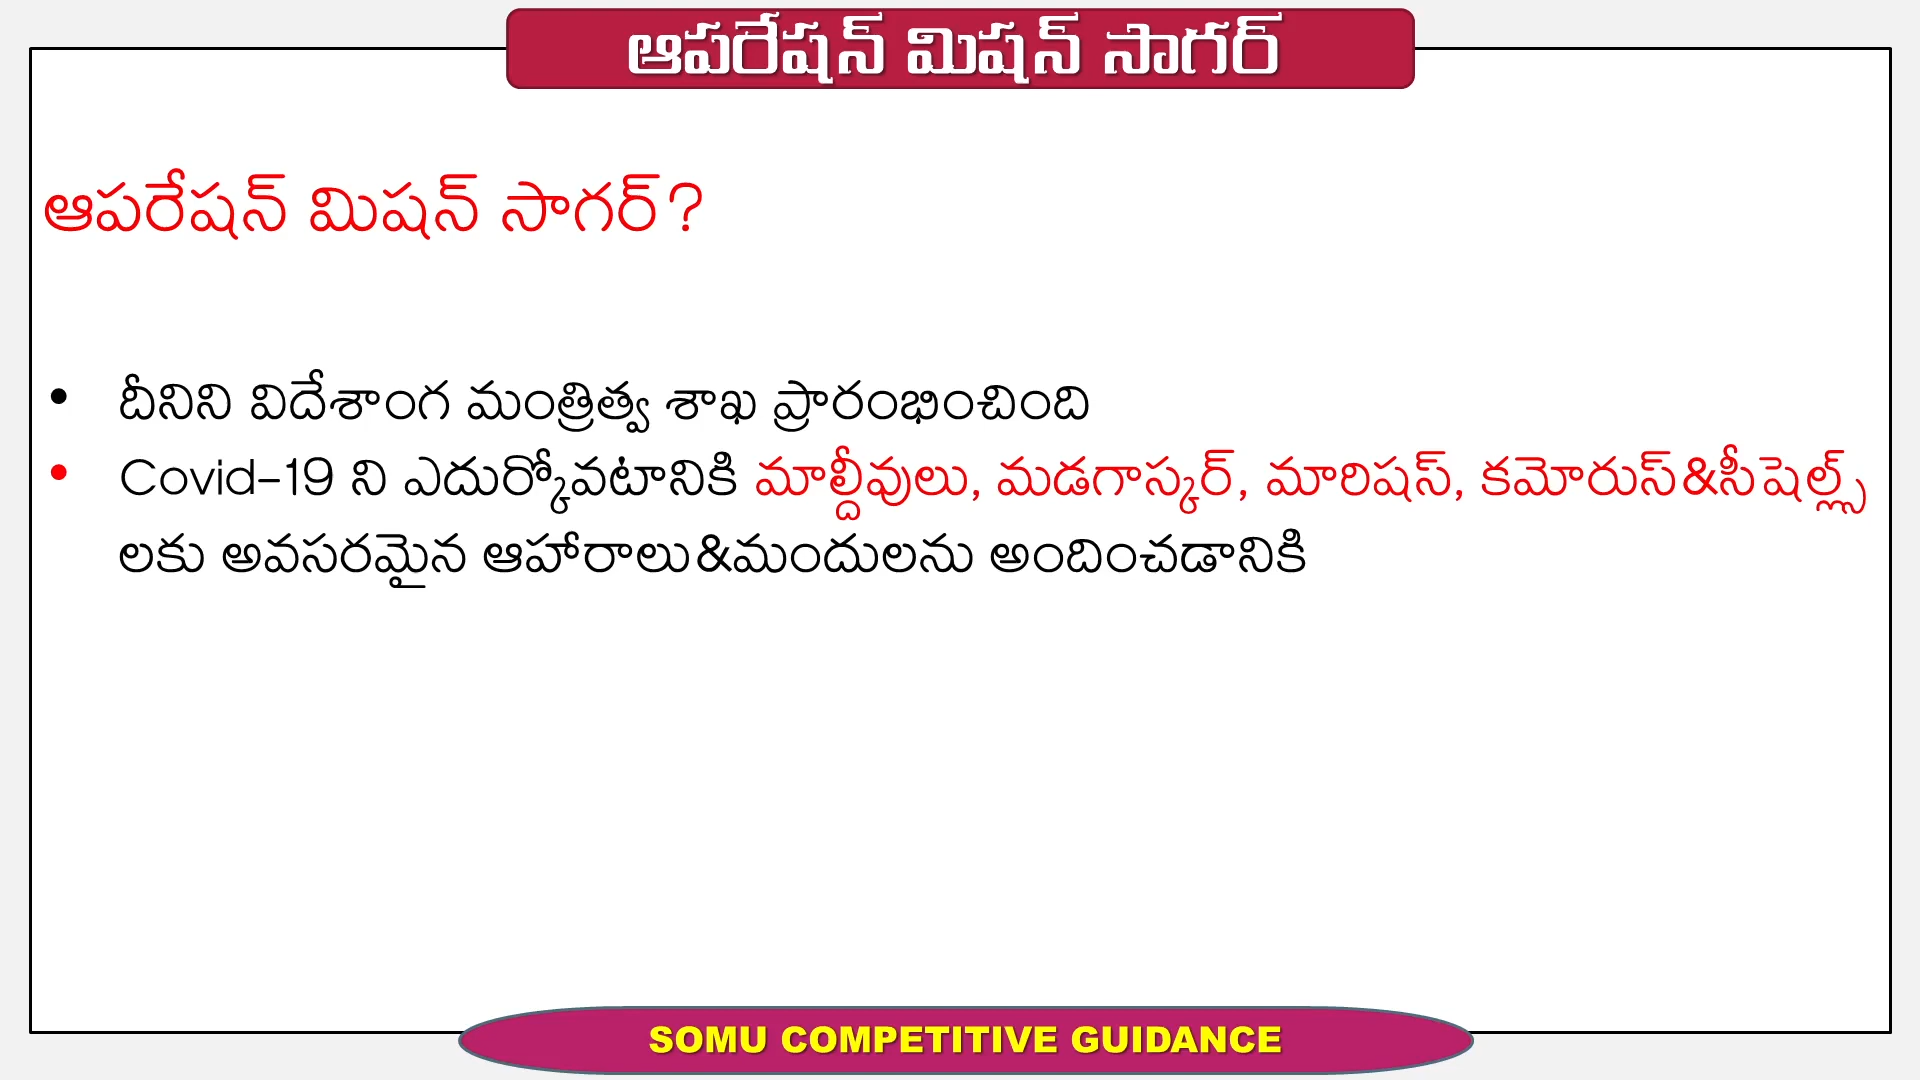 ఆపరేషన్ మిషన్ సాగర్
ఆపరేషన్ మిషన్ సాగర్?
• దీనిని విదేశాంగ మంత్రిత్వ శాఖ ప్రారంభించింది
• Covid-19 ని ఎదుర్కోవటానికి మాల్దీవులు, మడగాస్కర్, మారిషస్, కమోరుస్&సీషెల్ల్స్
లకు అవసరమైన ఆహారాలు&మందులను అందించడానికి
SOMU COMPETITIVE GUIDANCE